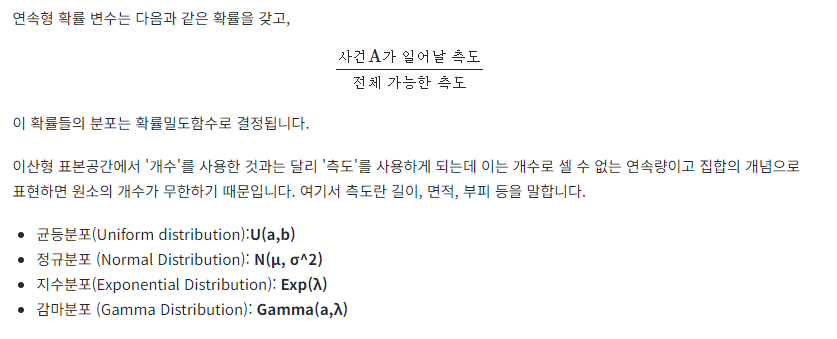 연속형 확률 변수는 다음과 같은 확률을 갖고,
사건A가 일어날 측도
전체 가능한 측도
이 확률들의 분포는 확률밀도함수로 결정됩니다.
이산형 표본공간에서 '개수'를 사용한 것과는 달리 '측도'를 사용하게 되는데 이는 개수로 셀 수 없는 연속량이고 집합의 개념으로
표현하면 원소의 개수가 무한하기 때문입니다. 여기서 측도란 길이, 면적, 부피 등을 말합니다.
• 균등분포(Uniform distribution):U(a,b)
• 정규분포 (Normal Distribution): N(μ, σ^2)
• 지수분포(Exponential Distribution): Exp(λ)
• 감마분포 (Gamma Distribution): Gamma(a,λ)